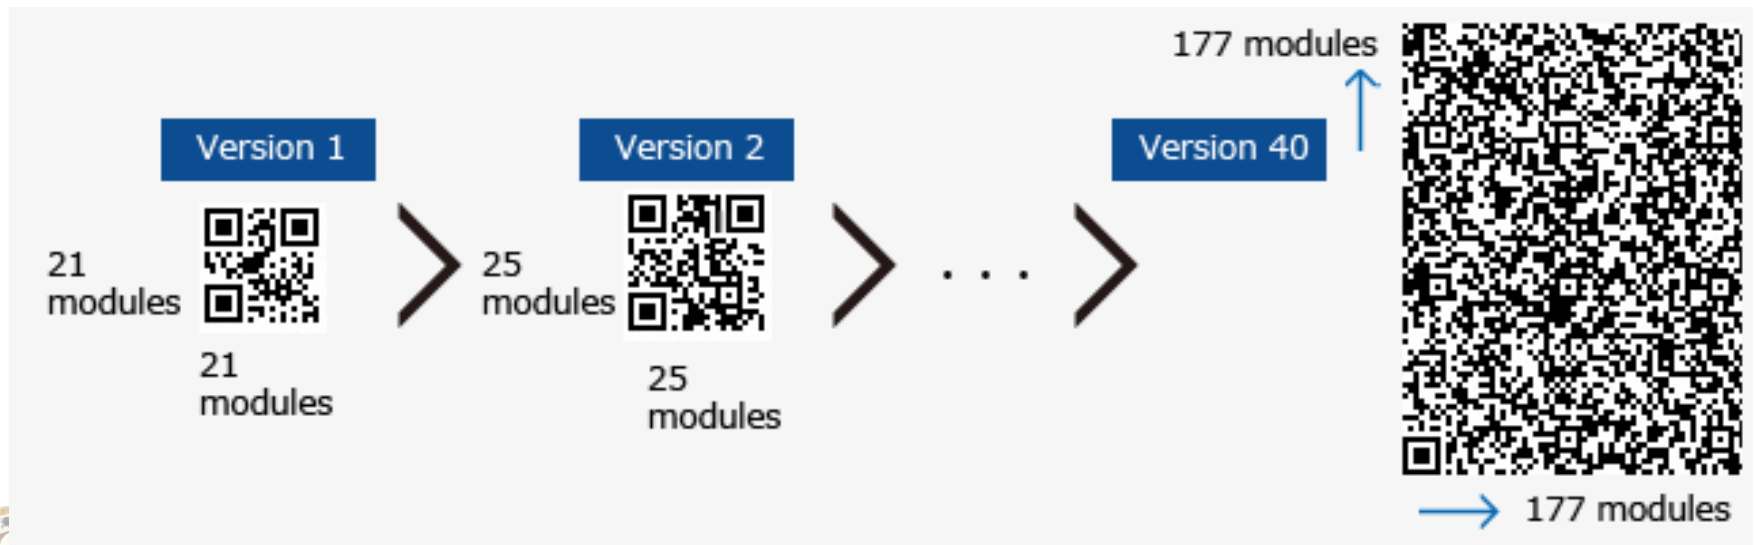 Version 1
21
modules
21
modules
Version 2
25
modules
25
modules
. . .
Version 40
177 modules
177 modules